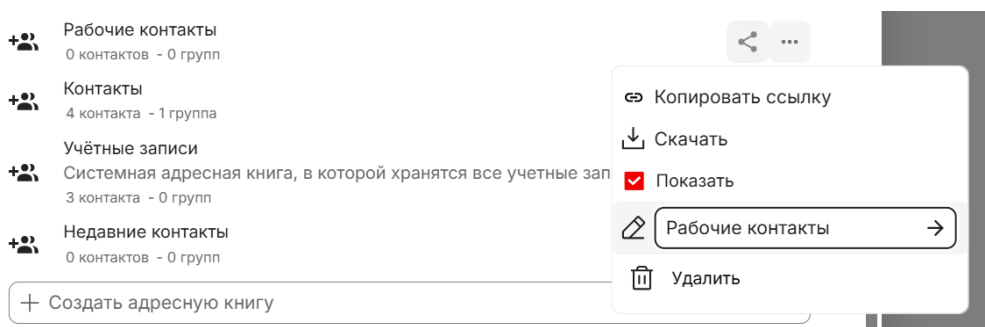 Рабочие контакты
0 контактов - 0 групп
Контакты
4 контакта - 1 группа
Учётные записи
Системная адресная книга, в которой хранятся все учетные зап
3 контакта - 0 групп
Недавние контакты
0 контактов - 0 групп
Создать адресную книгу
Копировать ссылку
Скачать
Показать
Рабочие контакты
Удалить